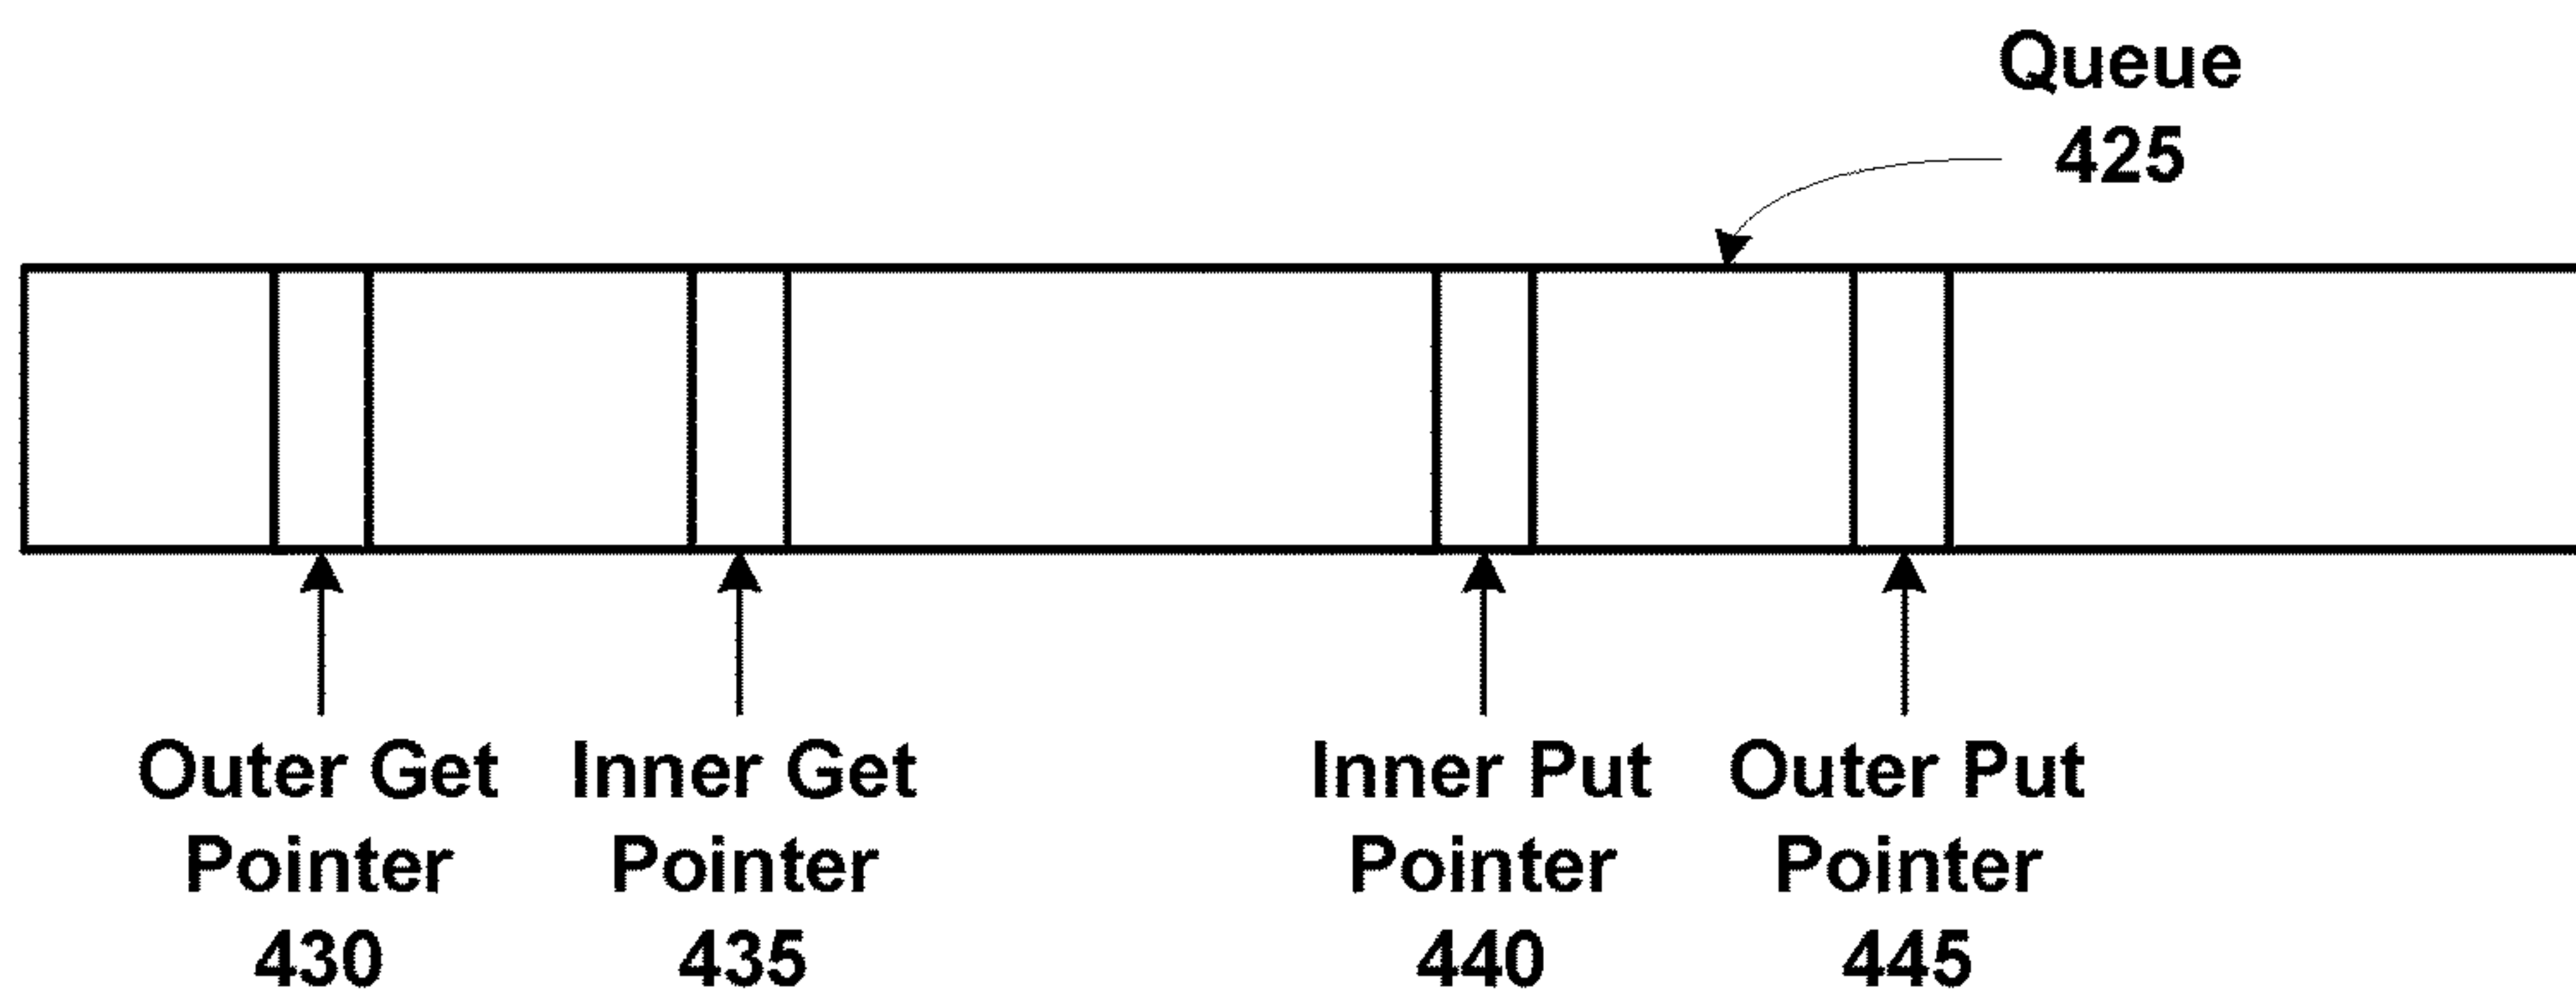 Queue
425
Outer Get
Pointer
430
Inner Get
Pointer
435
Inner Put
Pointer
440
Outer Put
Pointer
445